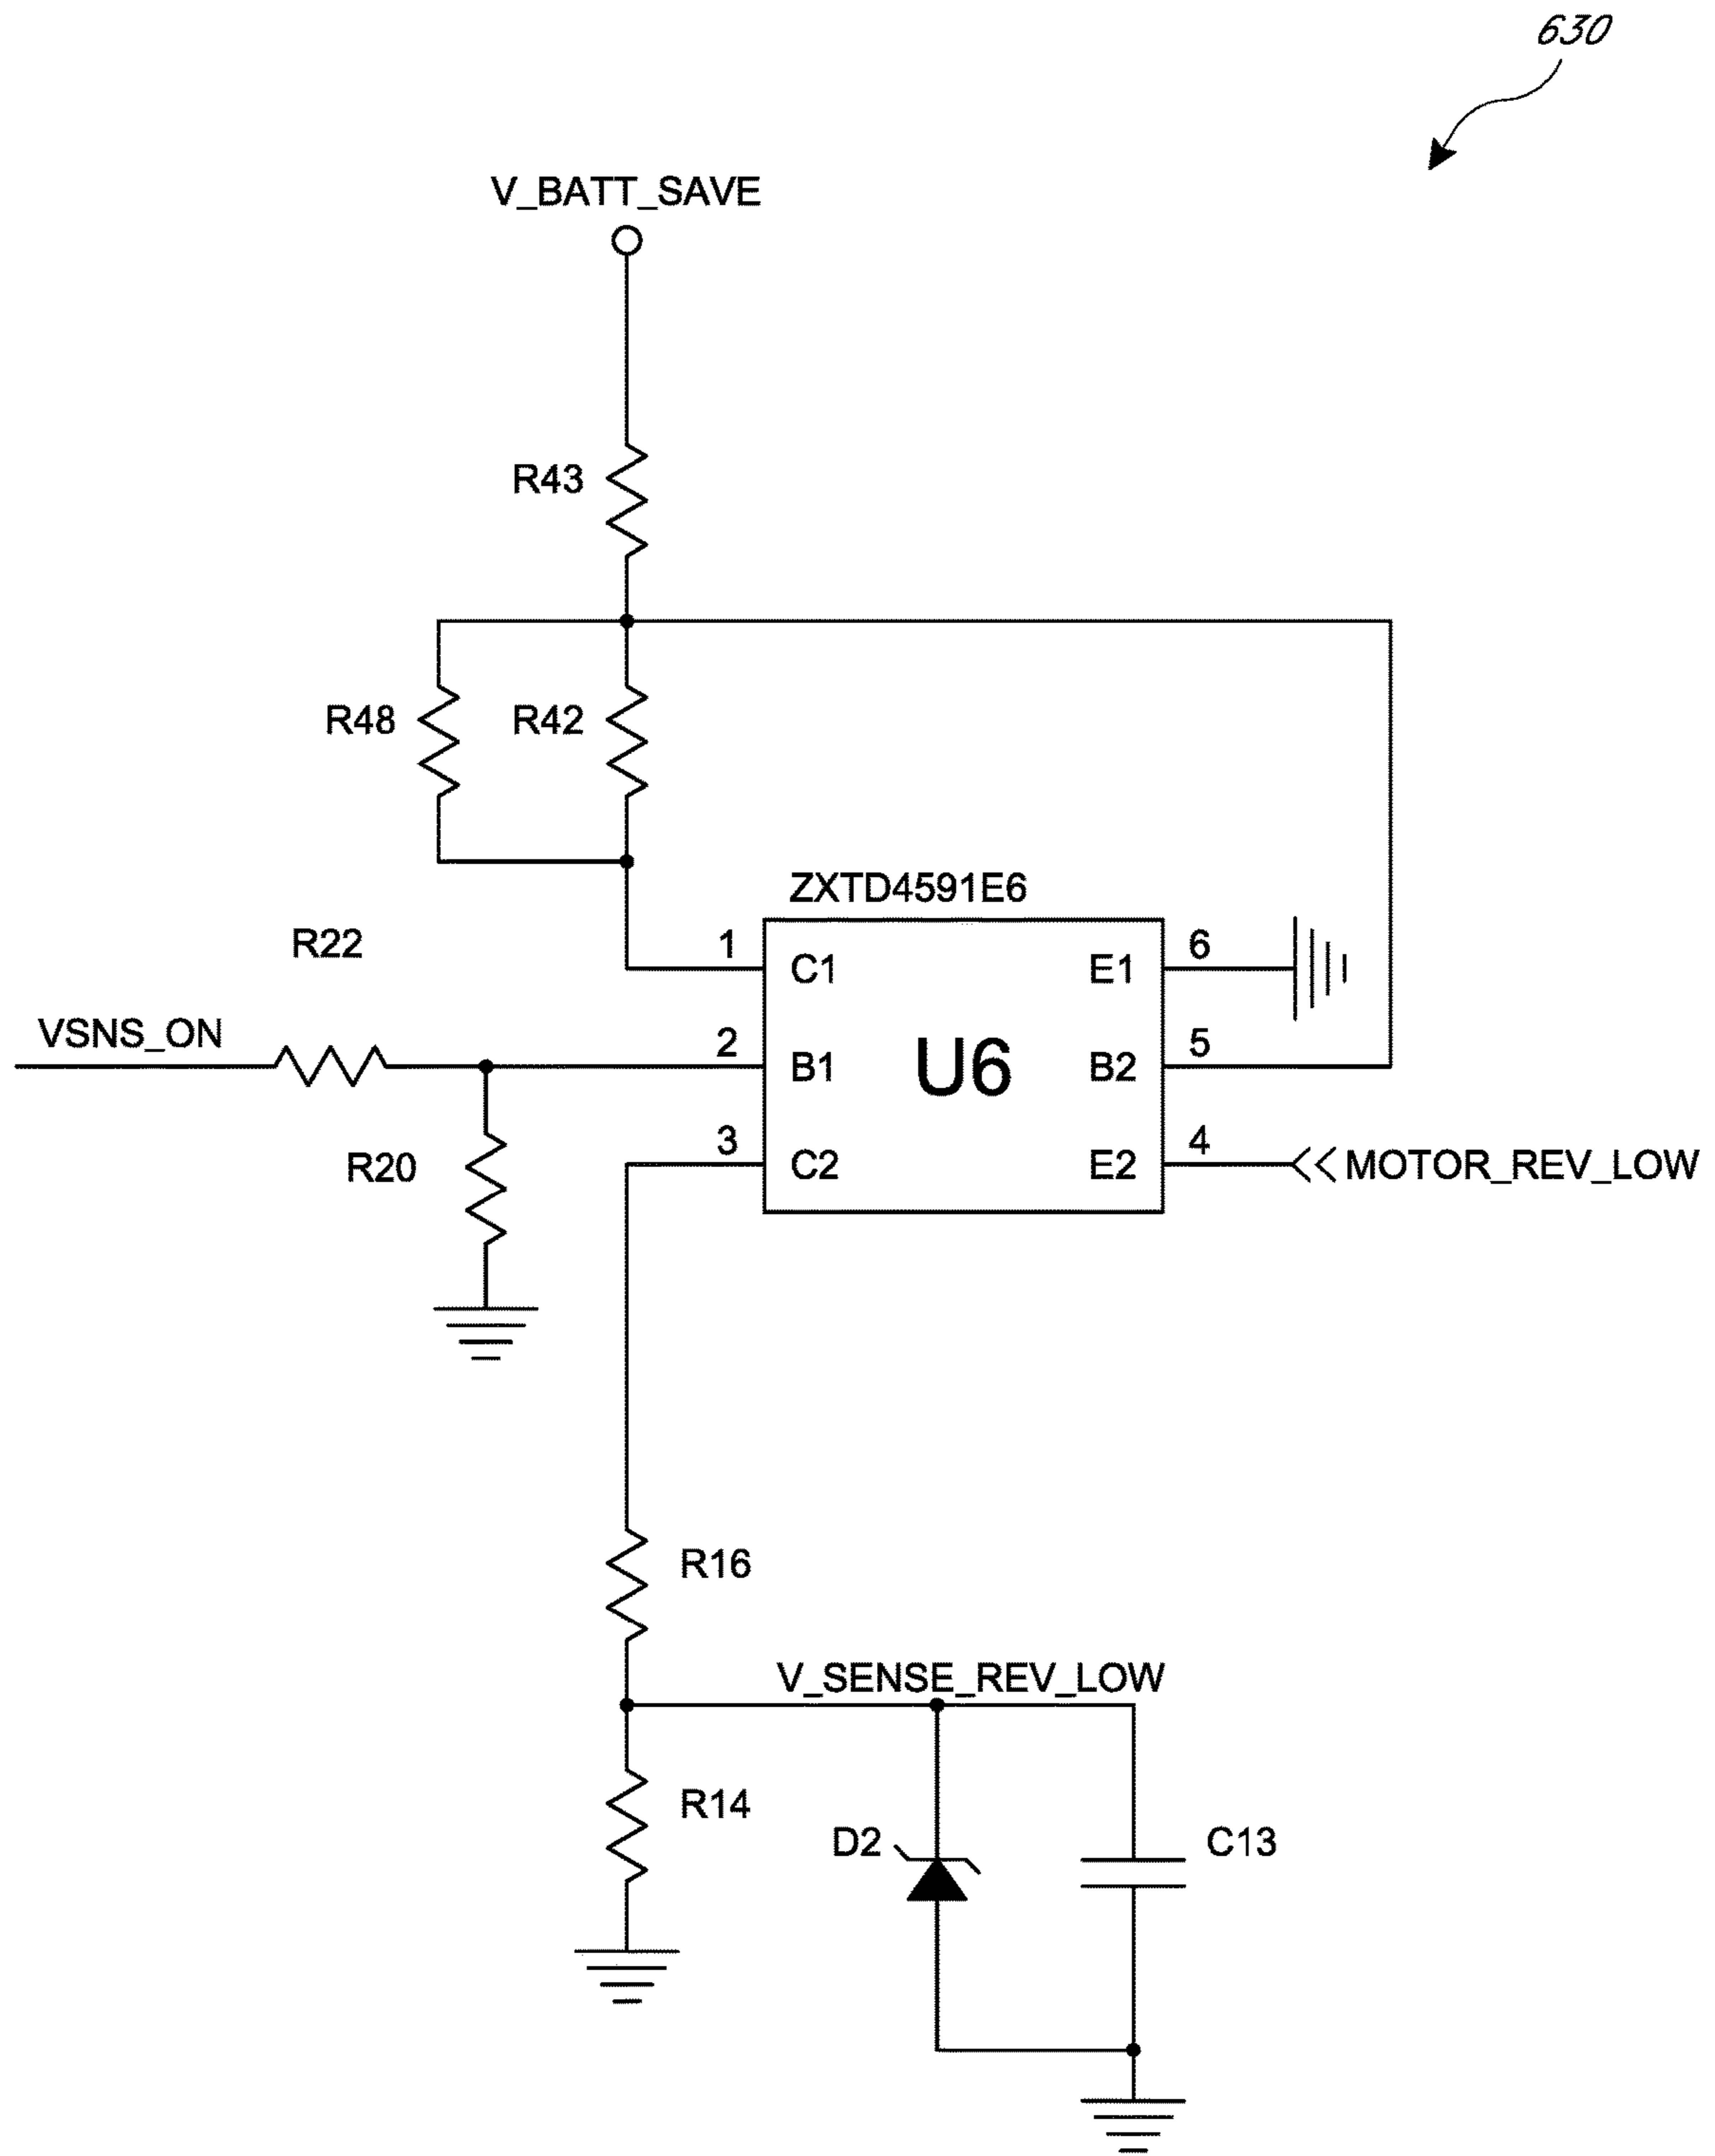 630
V_BATT_SAVE
R43
R48
R42
ZXTD4591E6
R22
1
C1
E1
6
VSNS_ON
2
B1
U6
B2
5
R20
3
C2
E2
4
MOTOR_REV_LOW
R16
V_SENSE_REV_LOW
R14
D2
C13